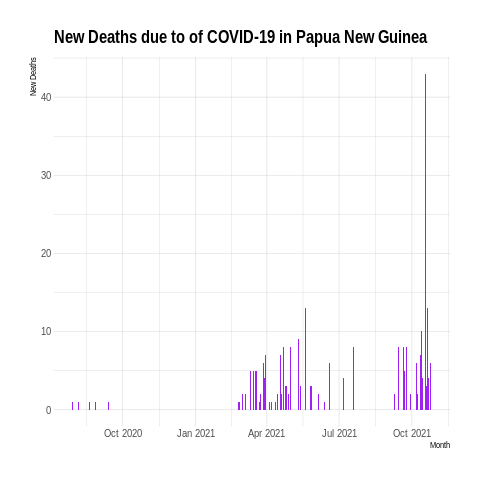 New Deaths due to of COVID-19 in Papua New Guinea
New Deaths
40
30
20
10
0
Oct 2020 Jan 2021 Apr 2021 Jul 2021 Oct 2021
Month